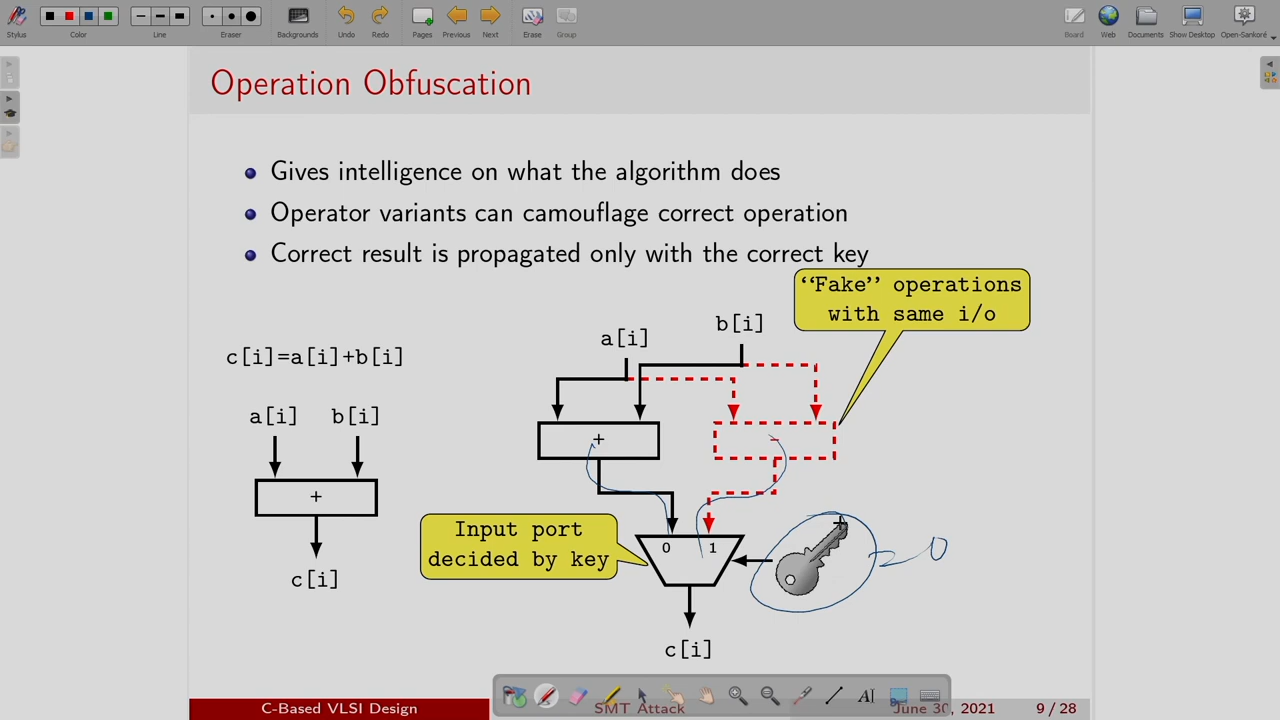 Stylus
Color
Line
Eraser
Backgrounds
Undo
Redo
Pages
Previous
Next
Erase
Group
Board
Web
Documents
Show Desktop
Open-Sankoré
Operation Obfuscation
Gives intelligence on what the algorithm does
Operator variants can camouflage correct operation
Correct result is propagated only with the correct key
“Fake” operations
with same i/o
a[i]
b[i]
c[i]=a[i]+b[i]
a[i]
b[i]
+
-
+
Input port
decided by key
0
1
0
c[i]
c[i]
C-Based VLSI Design
SMT Attack
June 30, 2021
9 / 28